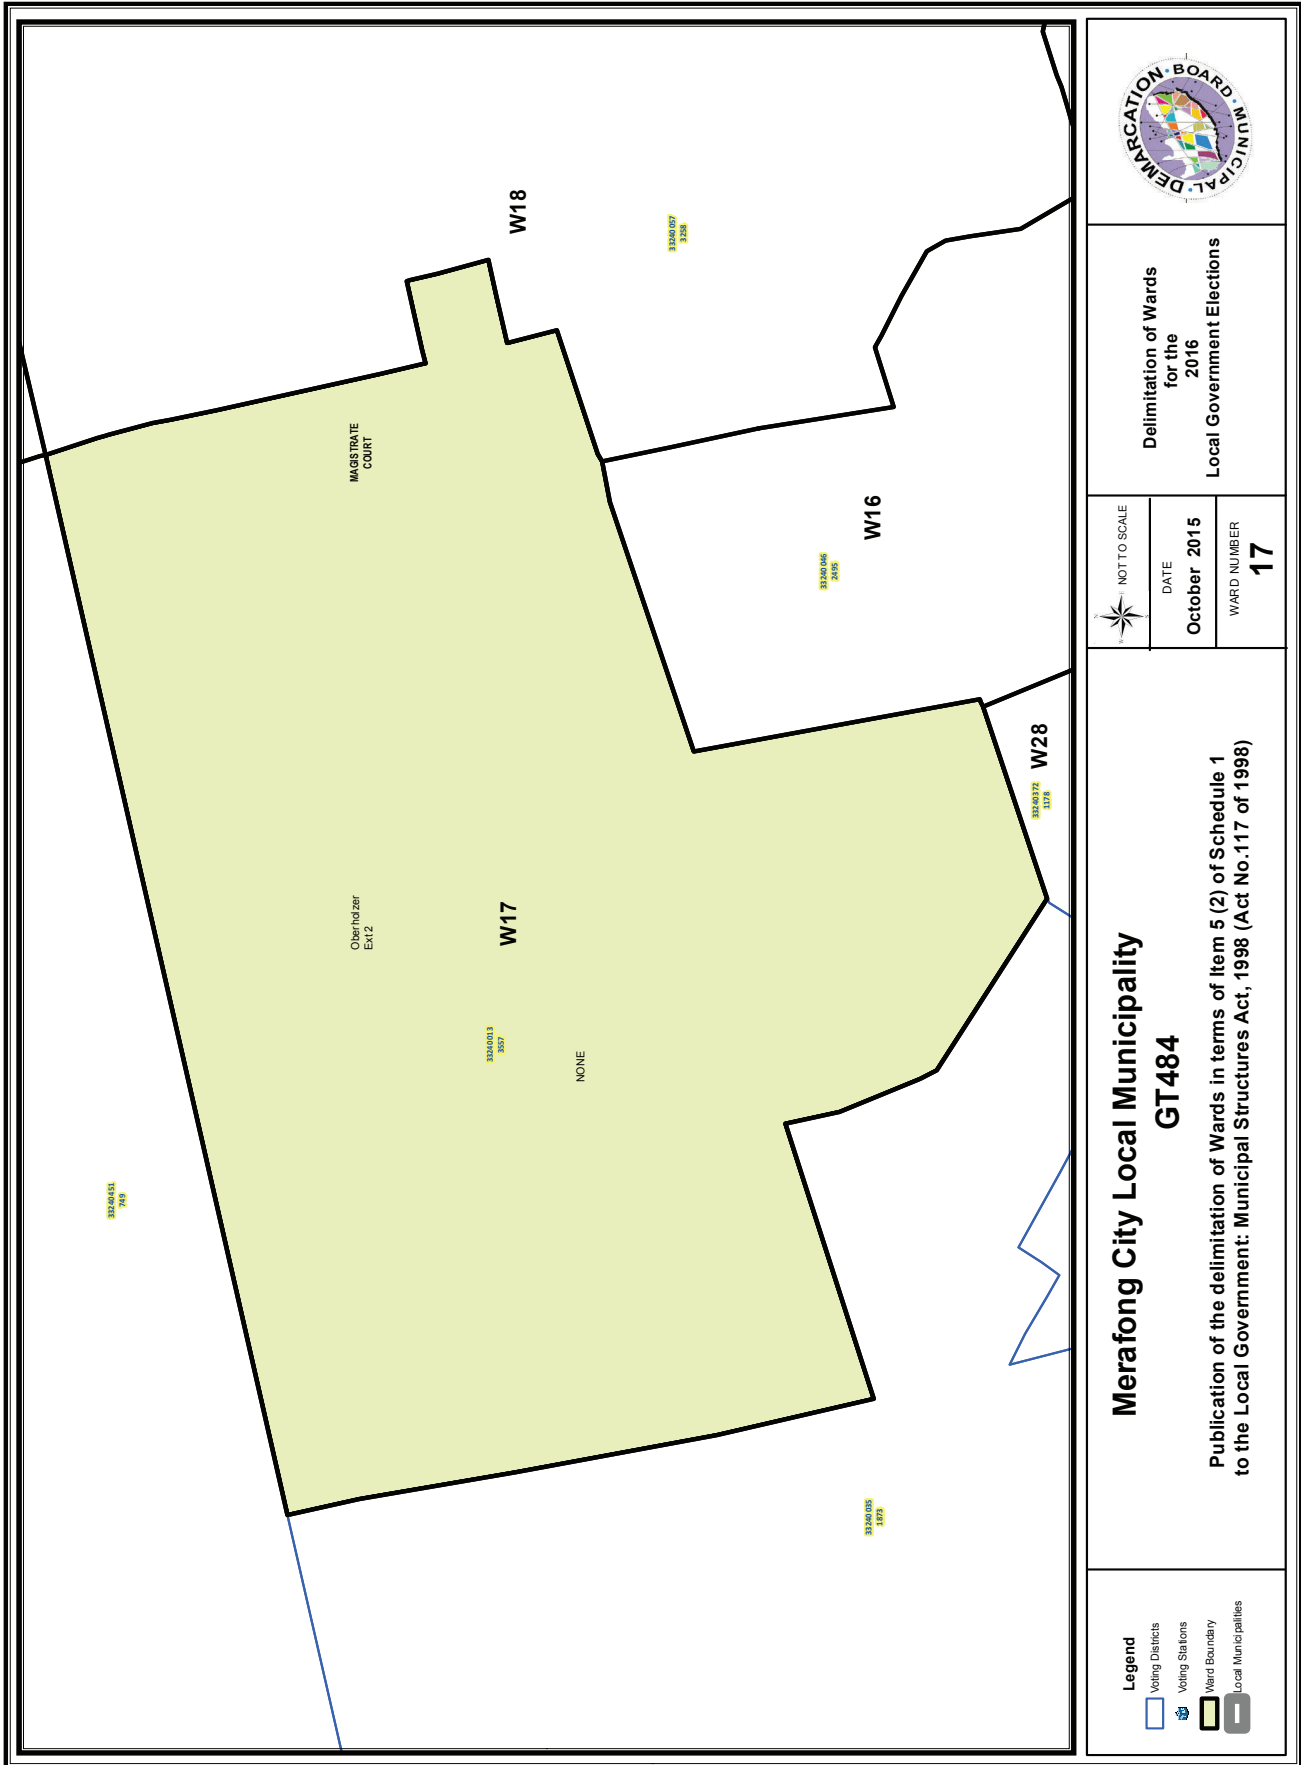 33240451
749
Oberholzer
Ext 2
MAGISTRATE
COURT
33240013
3557
W17
NONE
W18
33240057
3258
33240046
2495
W16
33240035
1873
33240372
1178
W28
Legend
Voting Districts
Voting Stations
Ward Boundary
Local Municipalities
Merafong City Local Municipality
GT484
Publication of the delimitation of Wards in terms of Item 5 (2) of Schedule 1
to the Local Government: Municipal Structures Act, 1998 (Act No.117 of 1998)
N
W
E
S
NOT TO SCALE
DATE
October 2015
WARD NUMBER
17
Delimitation of Wards
for the
2016
Local Government Elections
MUNICIPAL · DEMARCATION · BOARD ·